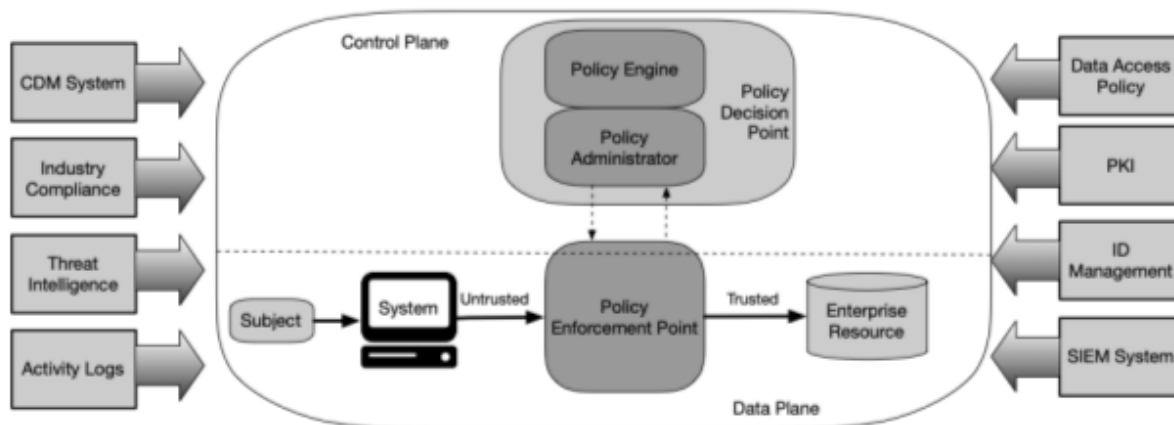 CDM System
Industry
Compliance
Threat
Intelligence
Activity Logs
Control Plane
Policy Engine
Policy
Administrator
Policy
Decision
Point
Subject
System
Untrusted
Policy
Enforcement Point
Trusted
Enterprise
Resource
Data Plane
Data Access
Policy
PKI
ID
Management
SIEM System